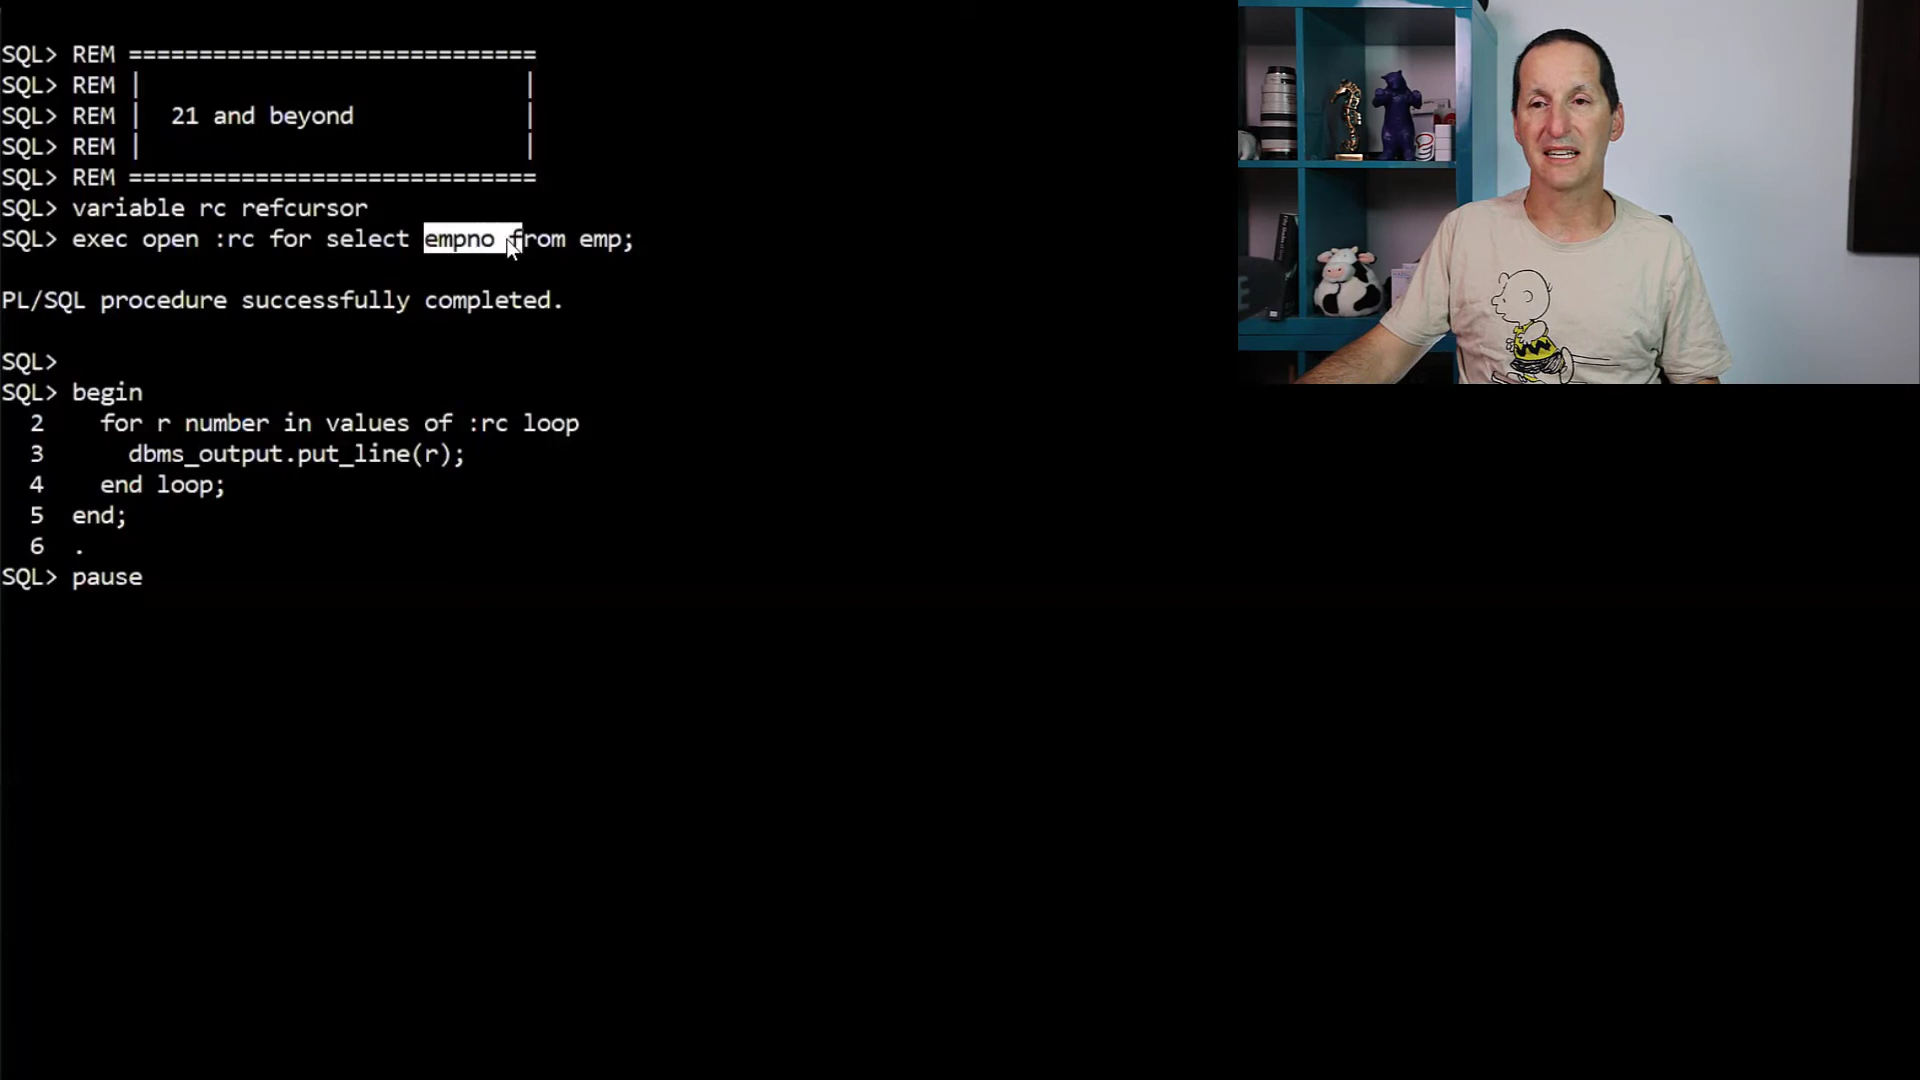 SQL> REM =============================
SQL> REM |                            |
SQL> REM |  21 and beyond             |
SQL> REM |                            |
SQL> REM =============================
SQL> variable rc refcursor
SQL> exec open :rc for select empno from emp;
PL/SQL procedure successfully completed.
SQL>
SQL> begin
  2    for r number in values of :rc loop
  3      dbms_output.put_line(r);
  4    end loop;
  5  end;
  6  .
SQL> pause